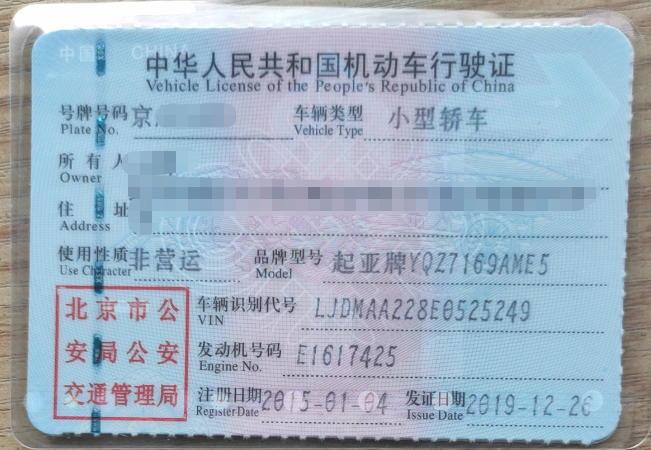 中国 CHINA
中华人民共和国机动车行驶证
Vehicle License of the People's Republic of China
号牌号码 京 车辆类型 小型轿车
Plate No. Vehicle Type
所有人
Owner
住址
Address
使用性质 非营运 品牌型号 起亚牌YQZ7169AME5
Use Character Model
北京市公 车辆识别代号 LJDMAA228E0525249
VIN
安局公安 发动机号码 E1617425
Engine No.
交通管理局 注册日期 2015-01-04 发证日期 2019-12-26
Register Date Issue Date